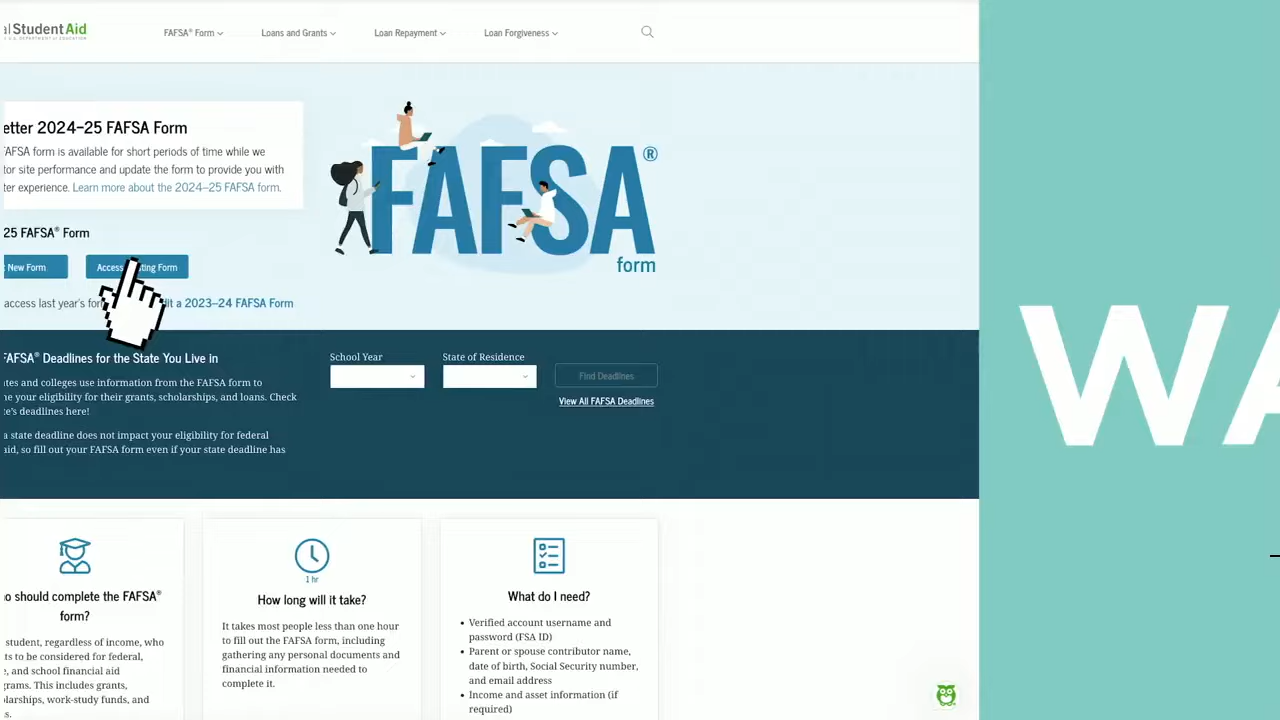 StudentAid
FAFSA® Form
Loans and Grants
Loan Repayment
Loan Forgiveness
etter 2024–25 FAFSA Form
AFSA form is available for short periods of time while we
tor site performance and update the form to provide you with
ter experience. Learn more about the 2024–25 FAFSA form.
25 FAFSA® Form
New Form
Access ting Form
access last year's for it a 2023–24 FAFSA Form
FAFSA®
form
FAFSA® Deadlines for the State You Live in
ates and colleges use information from the FAFSA form to
ne your eligibility for their grants, scholarships, and loans. Check
te's deadlines here!
a state deadline does not impact your eligibility for federal
aid, so fill out your FAFSA form even if your state deadline has
School Year
State of Residence
Find Deadlines
View All FAFSA Deadlines
WA
o should complete the FAFSA®
form?
student, regardless of income, who
ts to be considered for federal,
e, and school financial aid
grams. This includes grants,
olarships, work-study funds, and
s.
1 hr
How long will it take?
It takes most people less than one hour
to fill out the FAFSA form, including
gathering any personal documents and
financial information needed to
complete it.
What do I need?
• Verified account username and
password (FSA ID)
• Parent or spouse contributor name,
date of birth, Social Security number,
and email address
• Income and asset information (if
required)